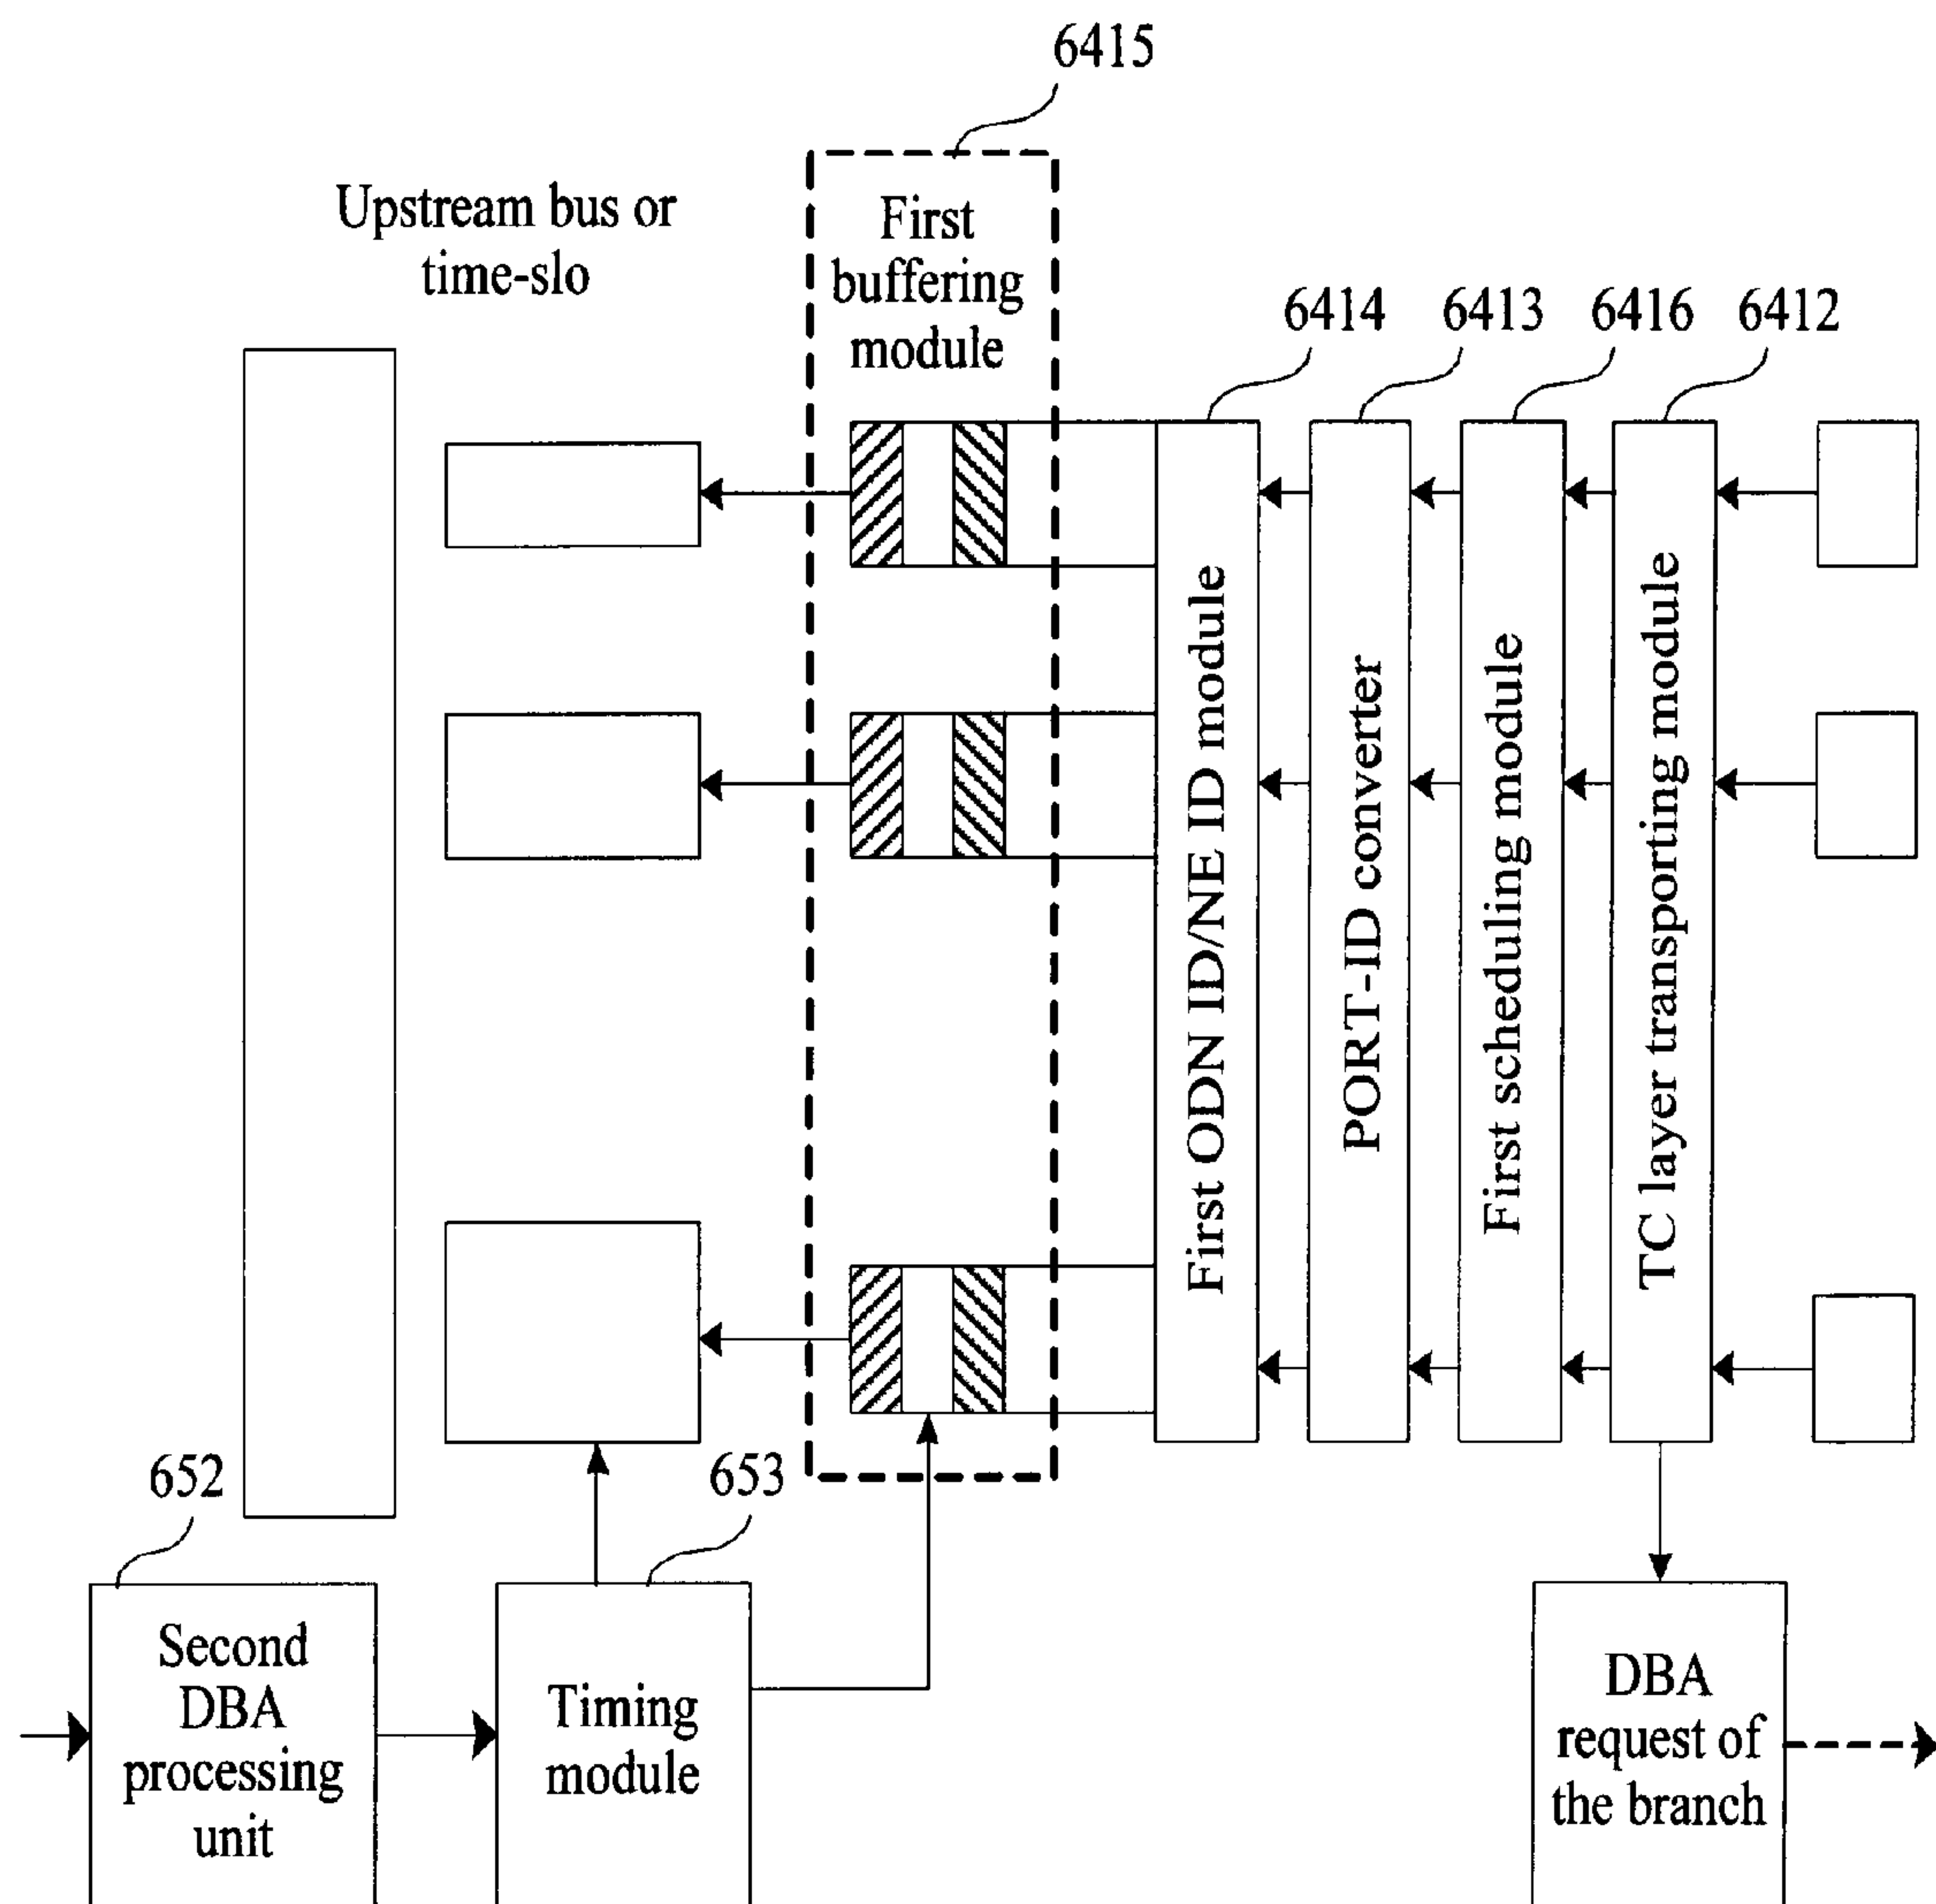 6415
Upstream bus or
time-slo
First
buffering
module
6414
6413
6416
6412
First ODN ID/NE ID module
PORT-ID converter
First scheduling module
TC layer transporting module
652
653
Second
DBA
processing
unit
Timing
module
DBA
request of
the branch